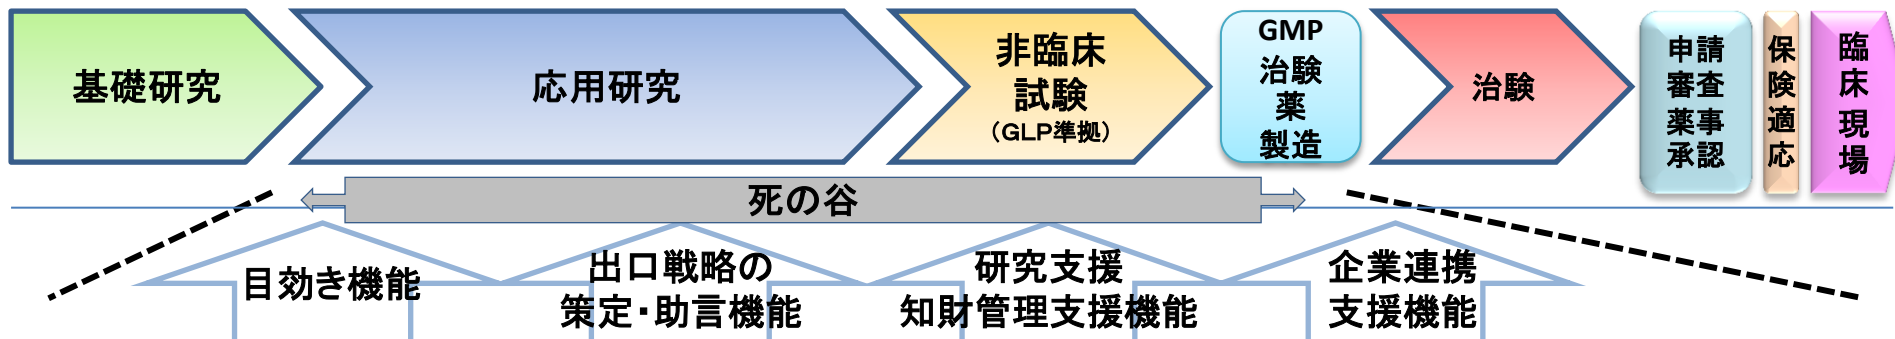 基礎研究
応用研究
非臨床
試験
（GLP準拠）
GMP
治験
薬
製造
治験
申請
審査
薬事
承認
保険適応
臨床現場
死の谷
目効き機能
出口戦略の
策定・助言機能
研究支援
知財管理支援機能
企業連携
支援機能